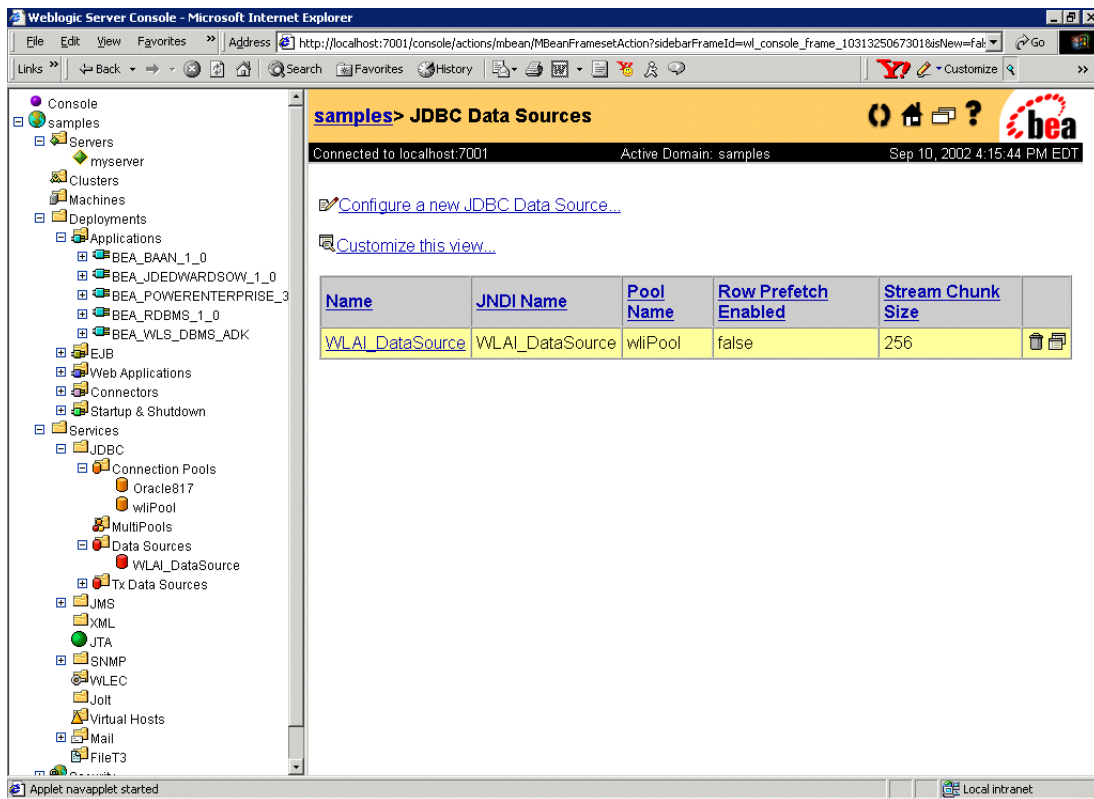 Weblogic Server Console - Microsoft Internet Explorer
File Edit View Favorites » Address http://localhost:7001/console/actions/mbean/MBeanFramesetAction?sidebarFrameId=wl_console_frame_1031325067301&isNew=fal Go
Links » Back Search Favorites History Y! Customize »
Console
samples
Servers
myserver
Clusters
Machines
Deployments
Applications
BEA_BAAN_1_0
BEA_JDEDWARDSOW_1_0
BEA_POWERENTERPRISE_3
BEA_RDBMS_1_0
BEA_WLS_DBMS_ADK
EJB
Web Applications
Connectors
Startup & Shutdown
Services
JDBC
Connection Pools
Oracle817
wliPool
MultiPools
Data Sources
WLAI_DataSource
Tx Data Sources
JMS
XML
JTA
SNMP
WLEC
Jolt
Virtual Hosts
Mail
FileT3
samples> JDBC Data Sources ? bea
Connected to localhost:7001 Active Domain: samples Sep 10, 2002 4:15:44 PM EDT
Configure a new JDBC Data Source...
Customize this view...
Name JNDI Name Pool Name Row Prefetch Enabled Stream Chunk Size
WLAI_DataSource WLAI_DataSource wliPool false 256
Applet navapplet started Local intranet